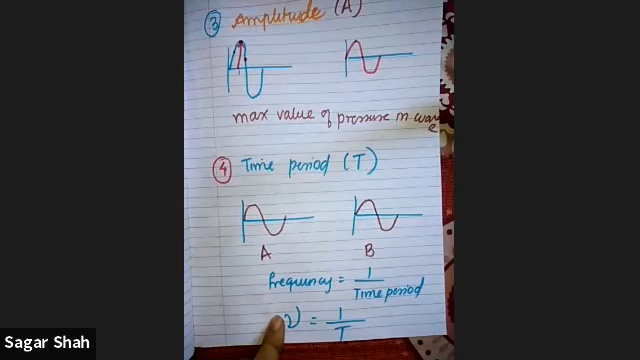 ③ Amplitude (A)
max value of pressure in wave
④ Time period (T)
A B
frequency = 1/Time period
ν = 1/T
Sagar Shah